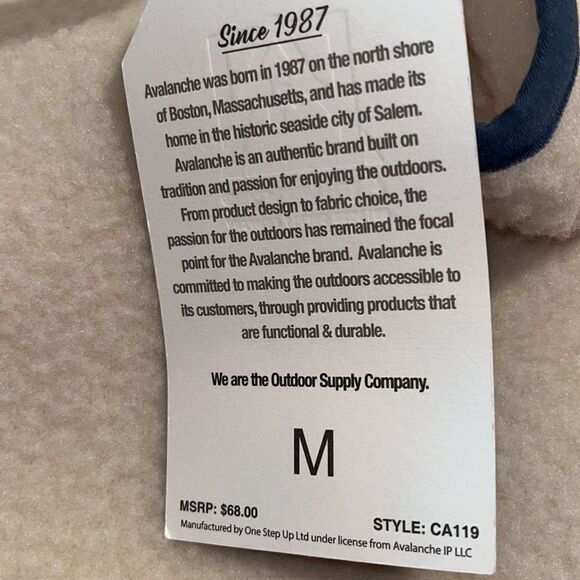 Since 1987
Avalanche was born in 1987 on the north shore
of Boston, Massachusetts, and has made its
home in the historic seaside city of Salem.
Avalanche is an authentic brand built on
tradition and passion for enjoying the outdoors.
From product design to fabric choice, the
passion for the outdoors has remained the focal
point for the Avalanche brand. Avalanche is
committed to making the outdoors accessible to
its customers, through providing products that
are functional & durable.
We are the Outdoor Supply Company.
M
MSRP: $68.00
STYLE: CA119
Manufactured by One Step Up Ltd under license from Avalanche IP LLC